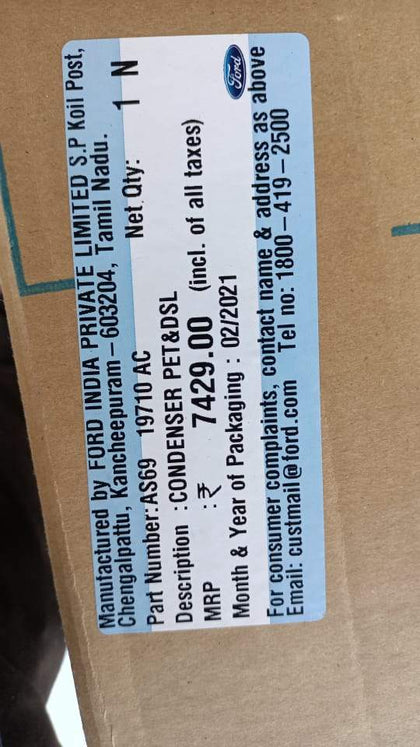 Manufactured by FORD INDIA PRIVATE LIMITED S.P Koil Post,
Chengalpattu, Kancheepuram - 603204, Tamil Nadu.
Part Number: AS69 19710 AC Net Qty: 1 N
Description : CONDENSER PET&DSL
MRP : ₹ 7429.00 (incl. of all taxes)
Month & Year of Packaging : 02/2021
Ford
For consumer complaints, contact name & address as above
Email: custmail@ford.com Tel no: 1800-419-2500